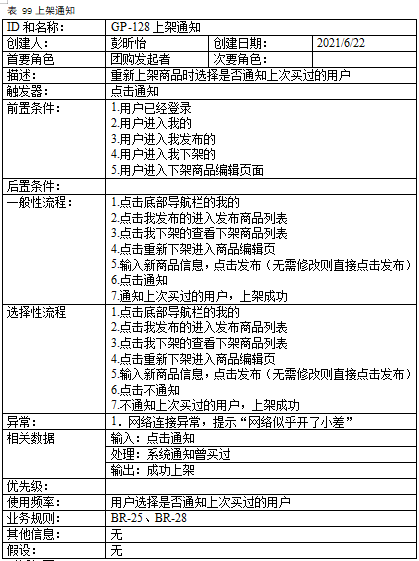 表 99 上架通知
ID 和名称： GP-128 上架通知
创建人： 彭昕怡 创建日期： 2021/6/22
首要角色 团购发起者 次要角色：
描述： 重新上架商品时选择是否通知上次买过的用户
触发器： 点击通知
前置条件： 1.用户已经登录
2.用户进入我的
3.用户进入我发布的
4.用户进入我下架的
5.用户进入下架商品编辑页面
后置条件：
一般性流程： 1.点击底部导航栏的我的
2.点击我发布的进入发布商品列表
3.点击我下架的查看下架商品列表
4.点击重新下架进入商品编辑页
5.输入新商品信息，点击发布（无需修改则直接点击发布）
6.点击通知
7.通知上次买过的用户，上架成功
选择性流程 1.点击底部导航栏的我的
2.点击我发布的进入发布商品列表
3.点击我下架的查看下架商品列表
4.点击重新下架进入商品编辑页
5.输入新商品信息，点击发布（无需修改则直接点击发布）
6.点击不通知
7.不通知上次买过的用户，上架成功
异常： 1．网络连接异常，提示“网络似乎开了小差”
相关数据 输入：点击通知
处理：系统通知曾买过
输出：成功上架
优先级：
使用频率： 用户选择是否通知上次买过的用户
业务规则： BR-25、BR-28
其他信息： 无
假设： 无